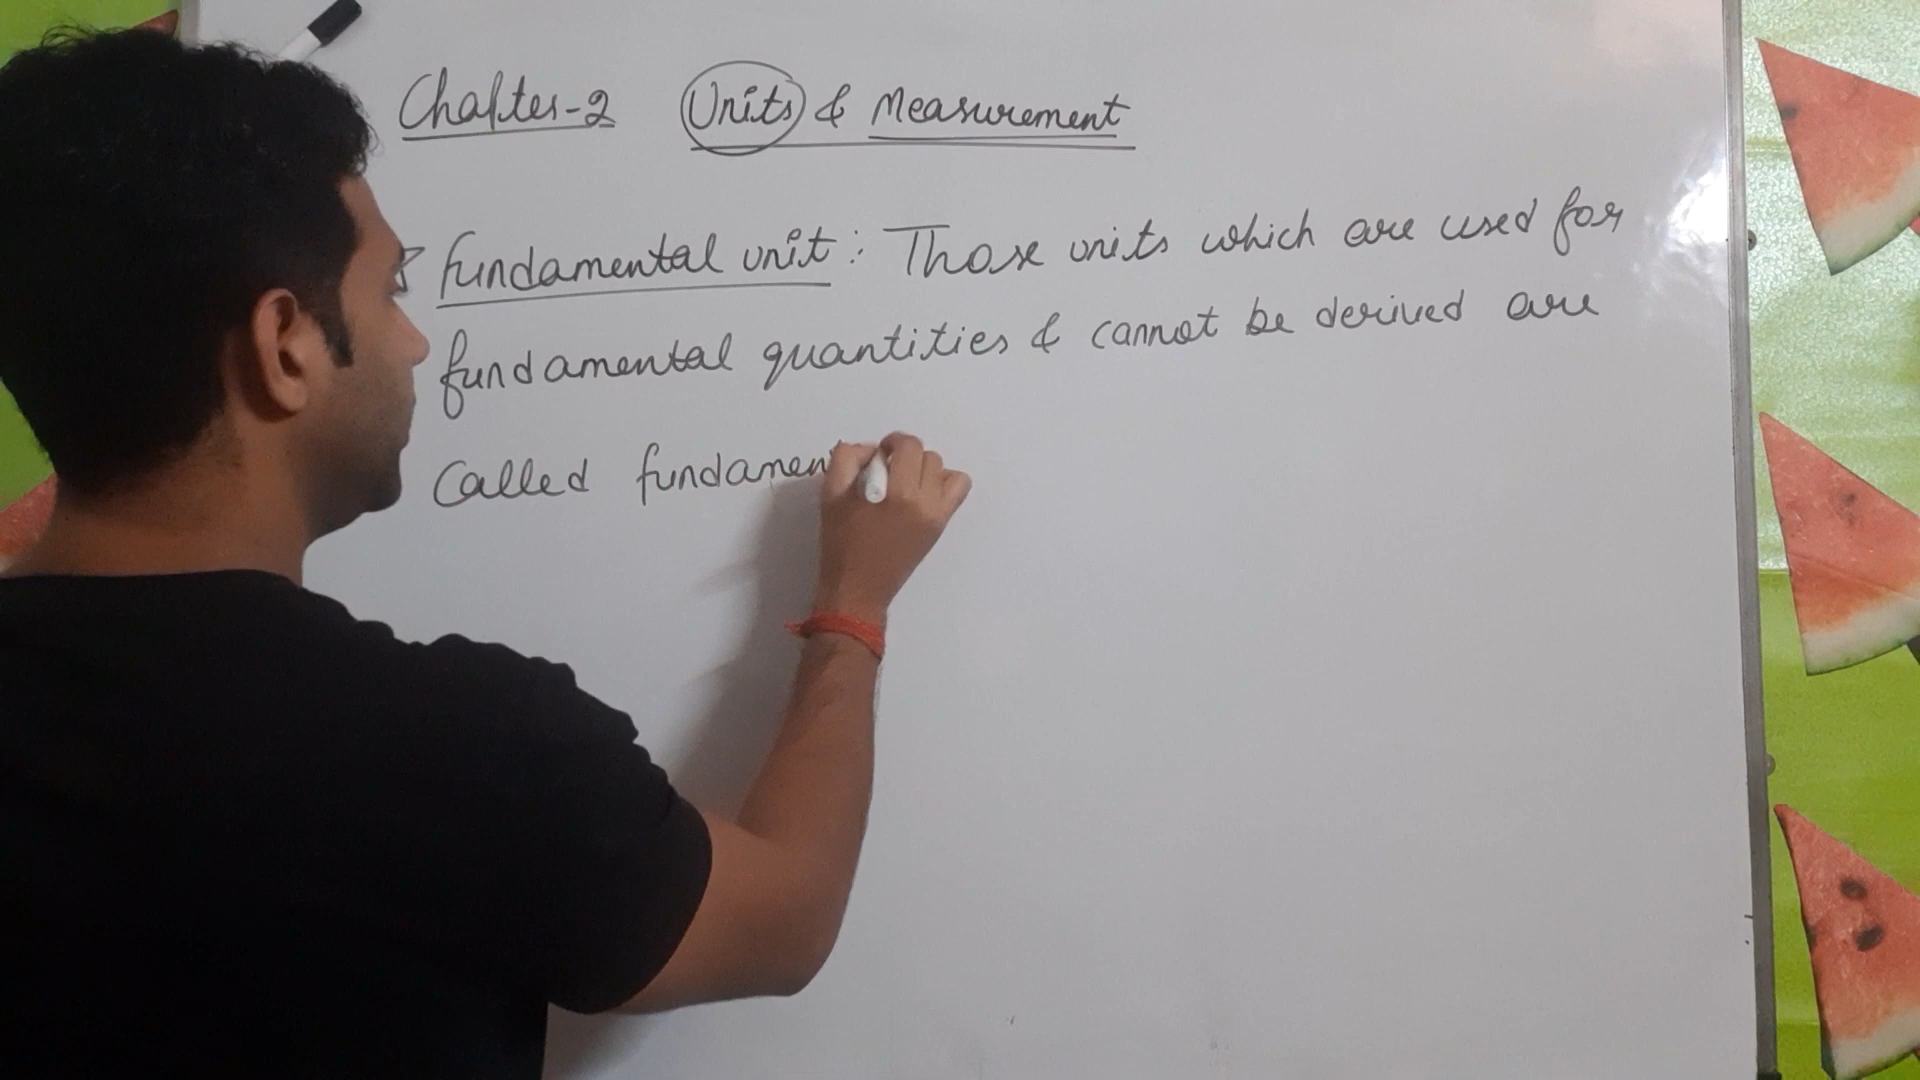 Chapter-2 Units & Measurement
Fundamental unit : Those units which are used for
fundamental quantities & cannot be derived are
Called fundamen